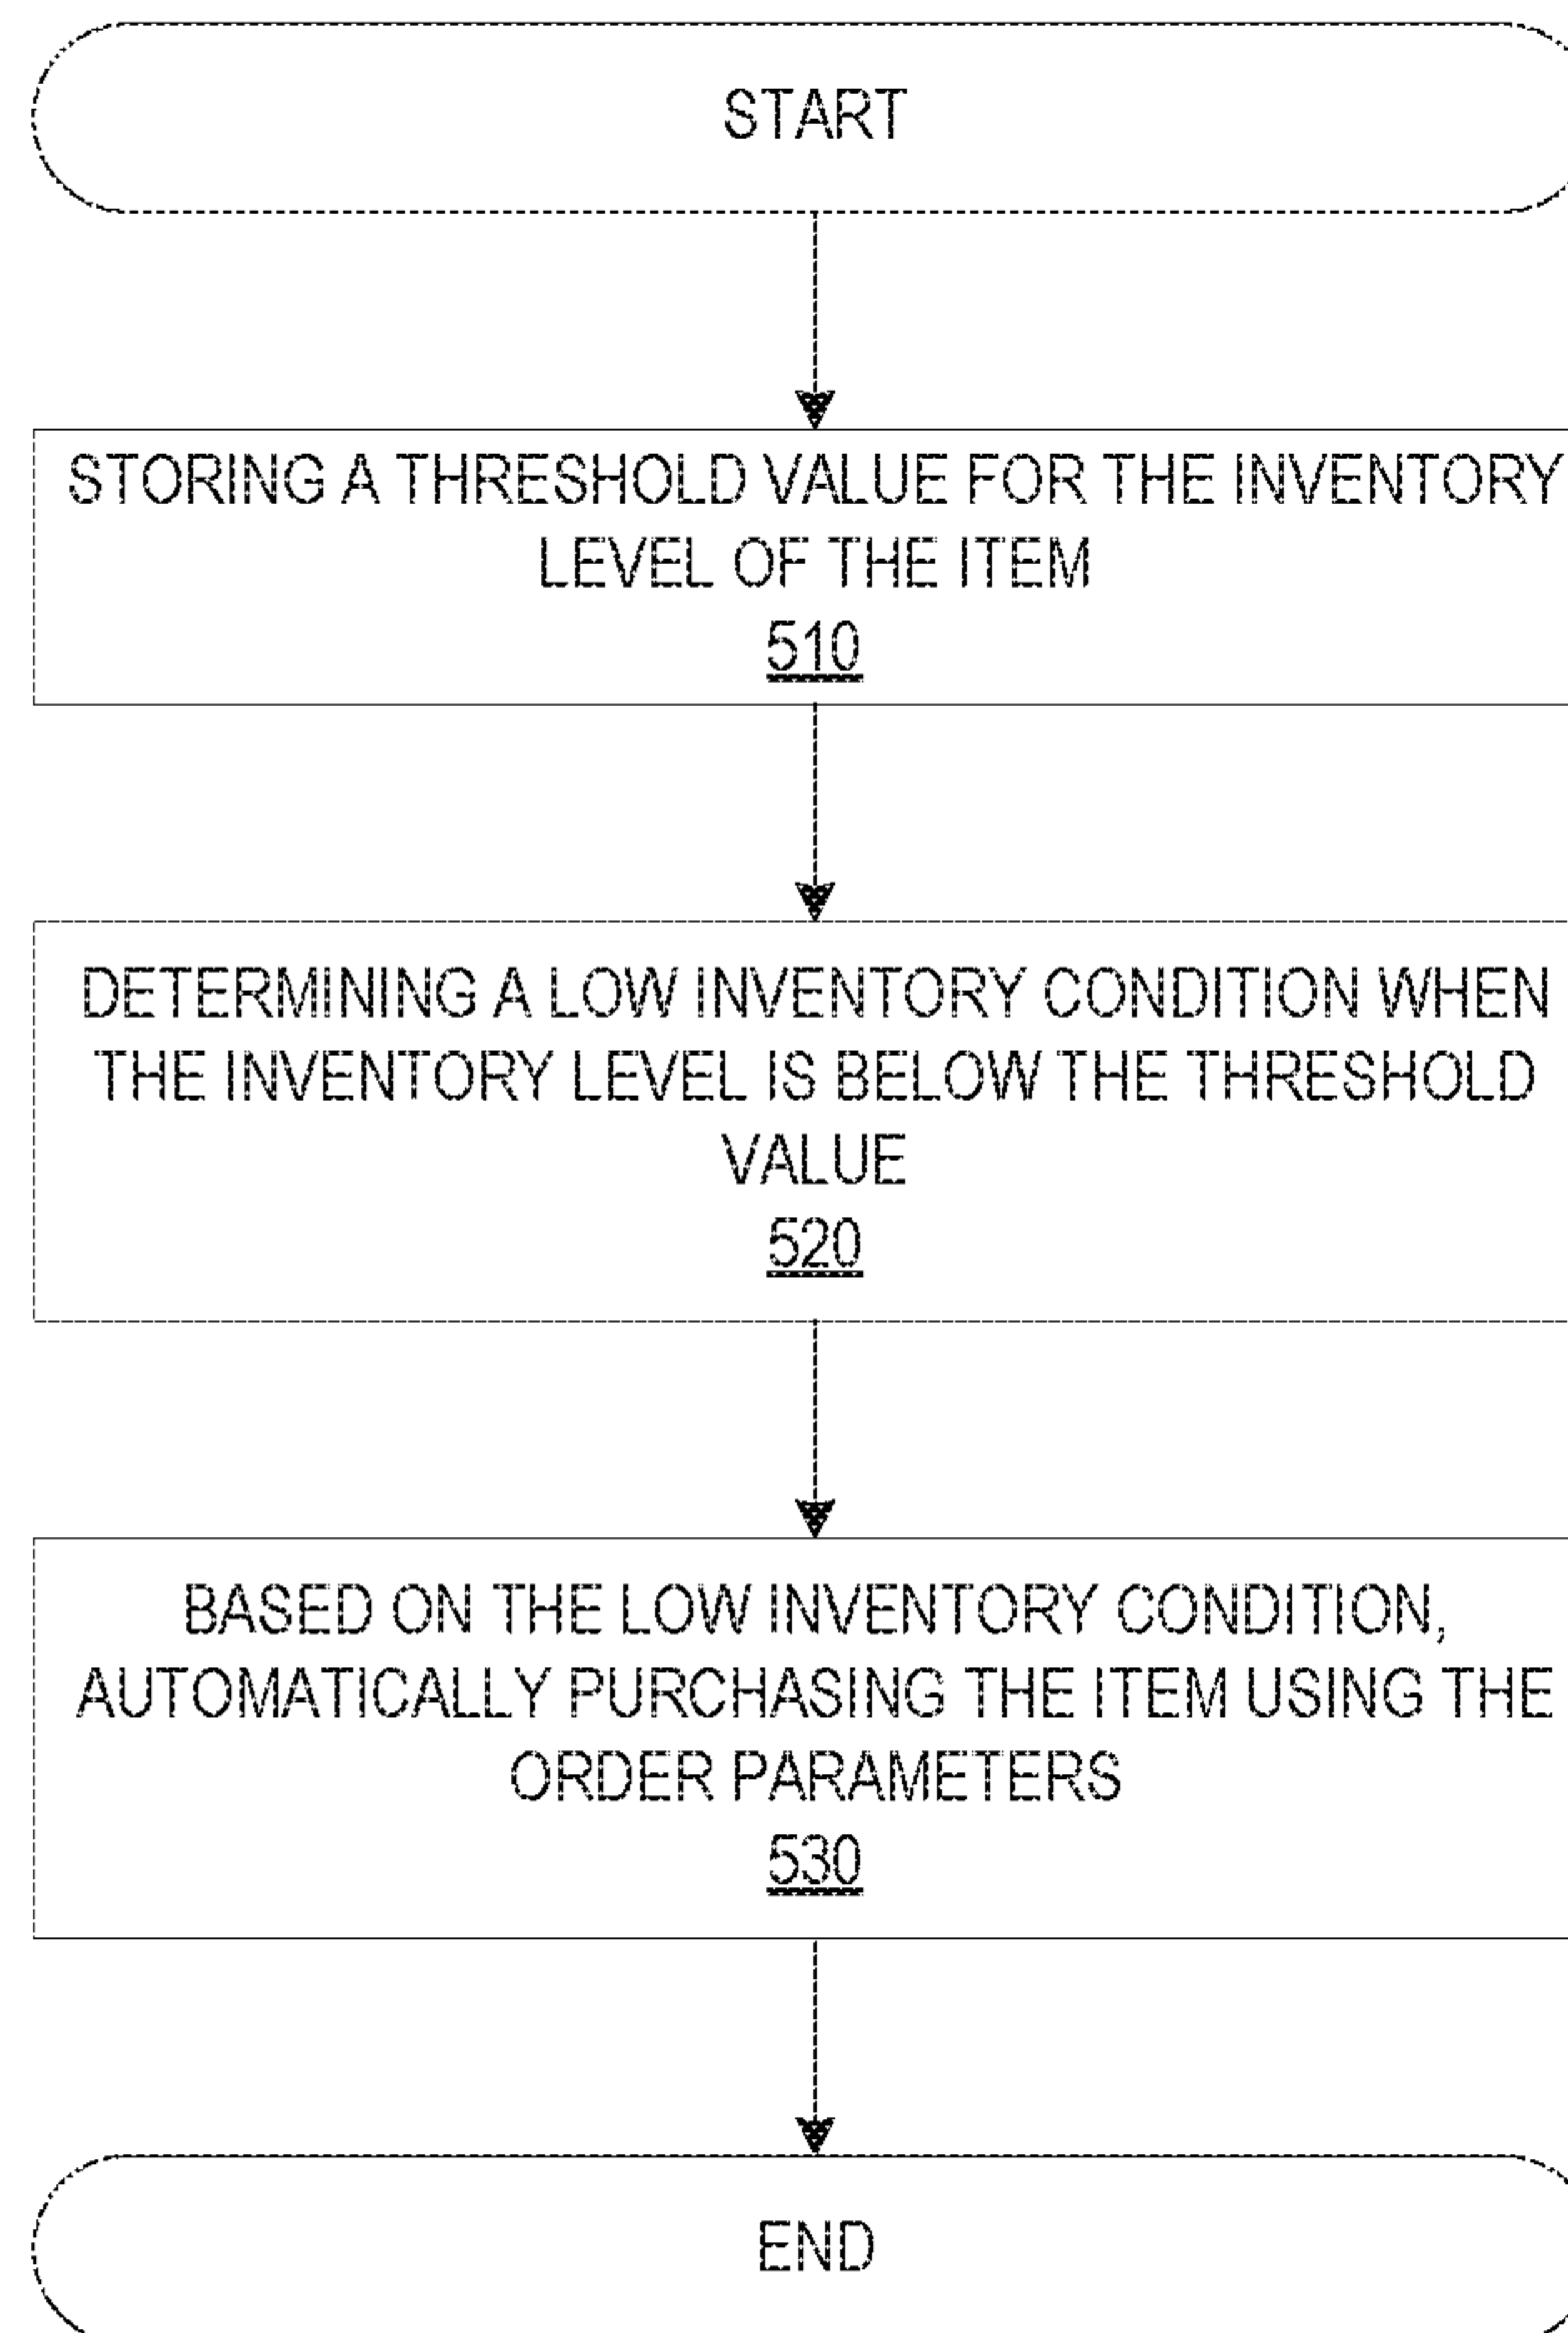 START
STORING A THRESHOLD VALUE FOR THE INVENTORY
LEVEL OF THE ITEM
510
DETERMINING A LOW INVENTORY CONDITION WHEN
THE INVENTORY LEVEL IS BELOW THE THRESHOLD
VALUE
520
BASED ON THE LOW INVENTORY CONDITION,
AUTOMATICALLY PURCHASING THE ITEM USING THE
ORDER PARAMETERS
530
END